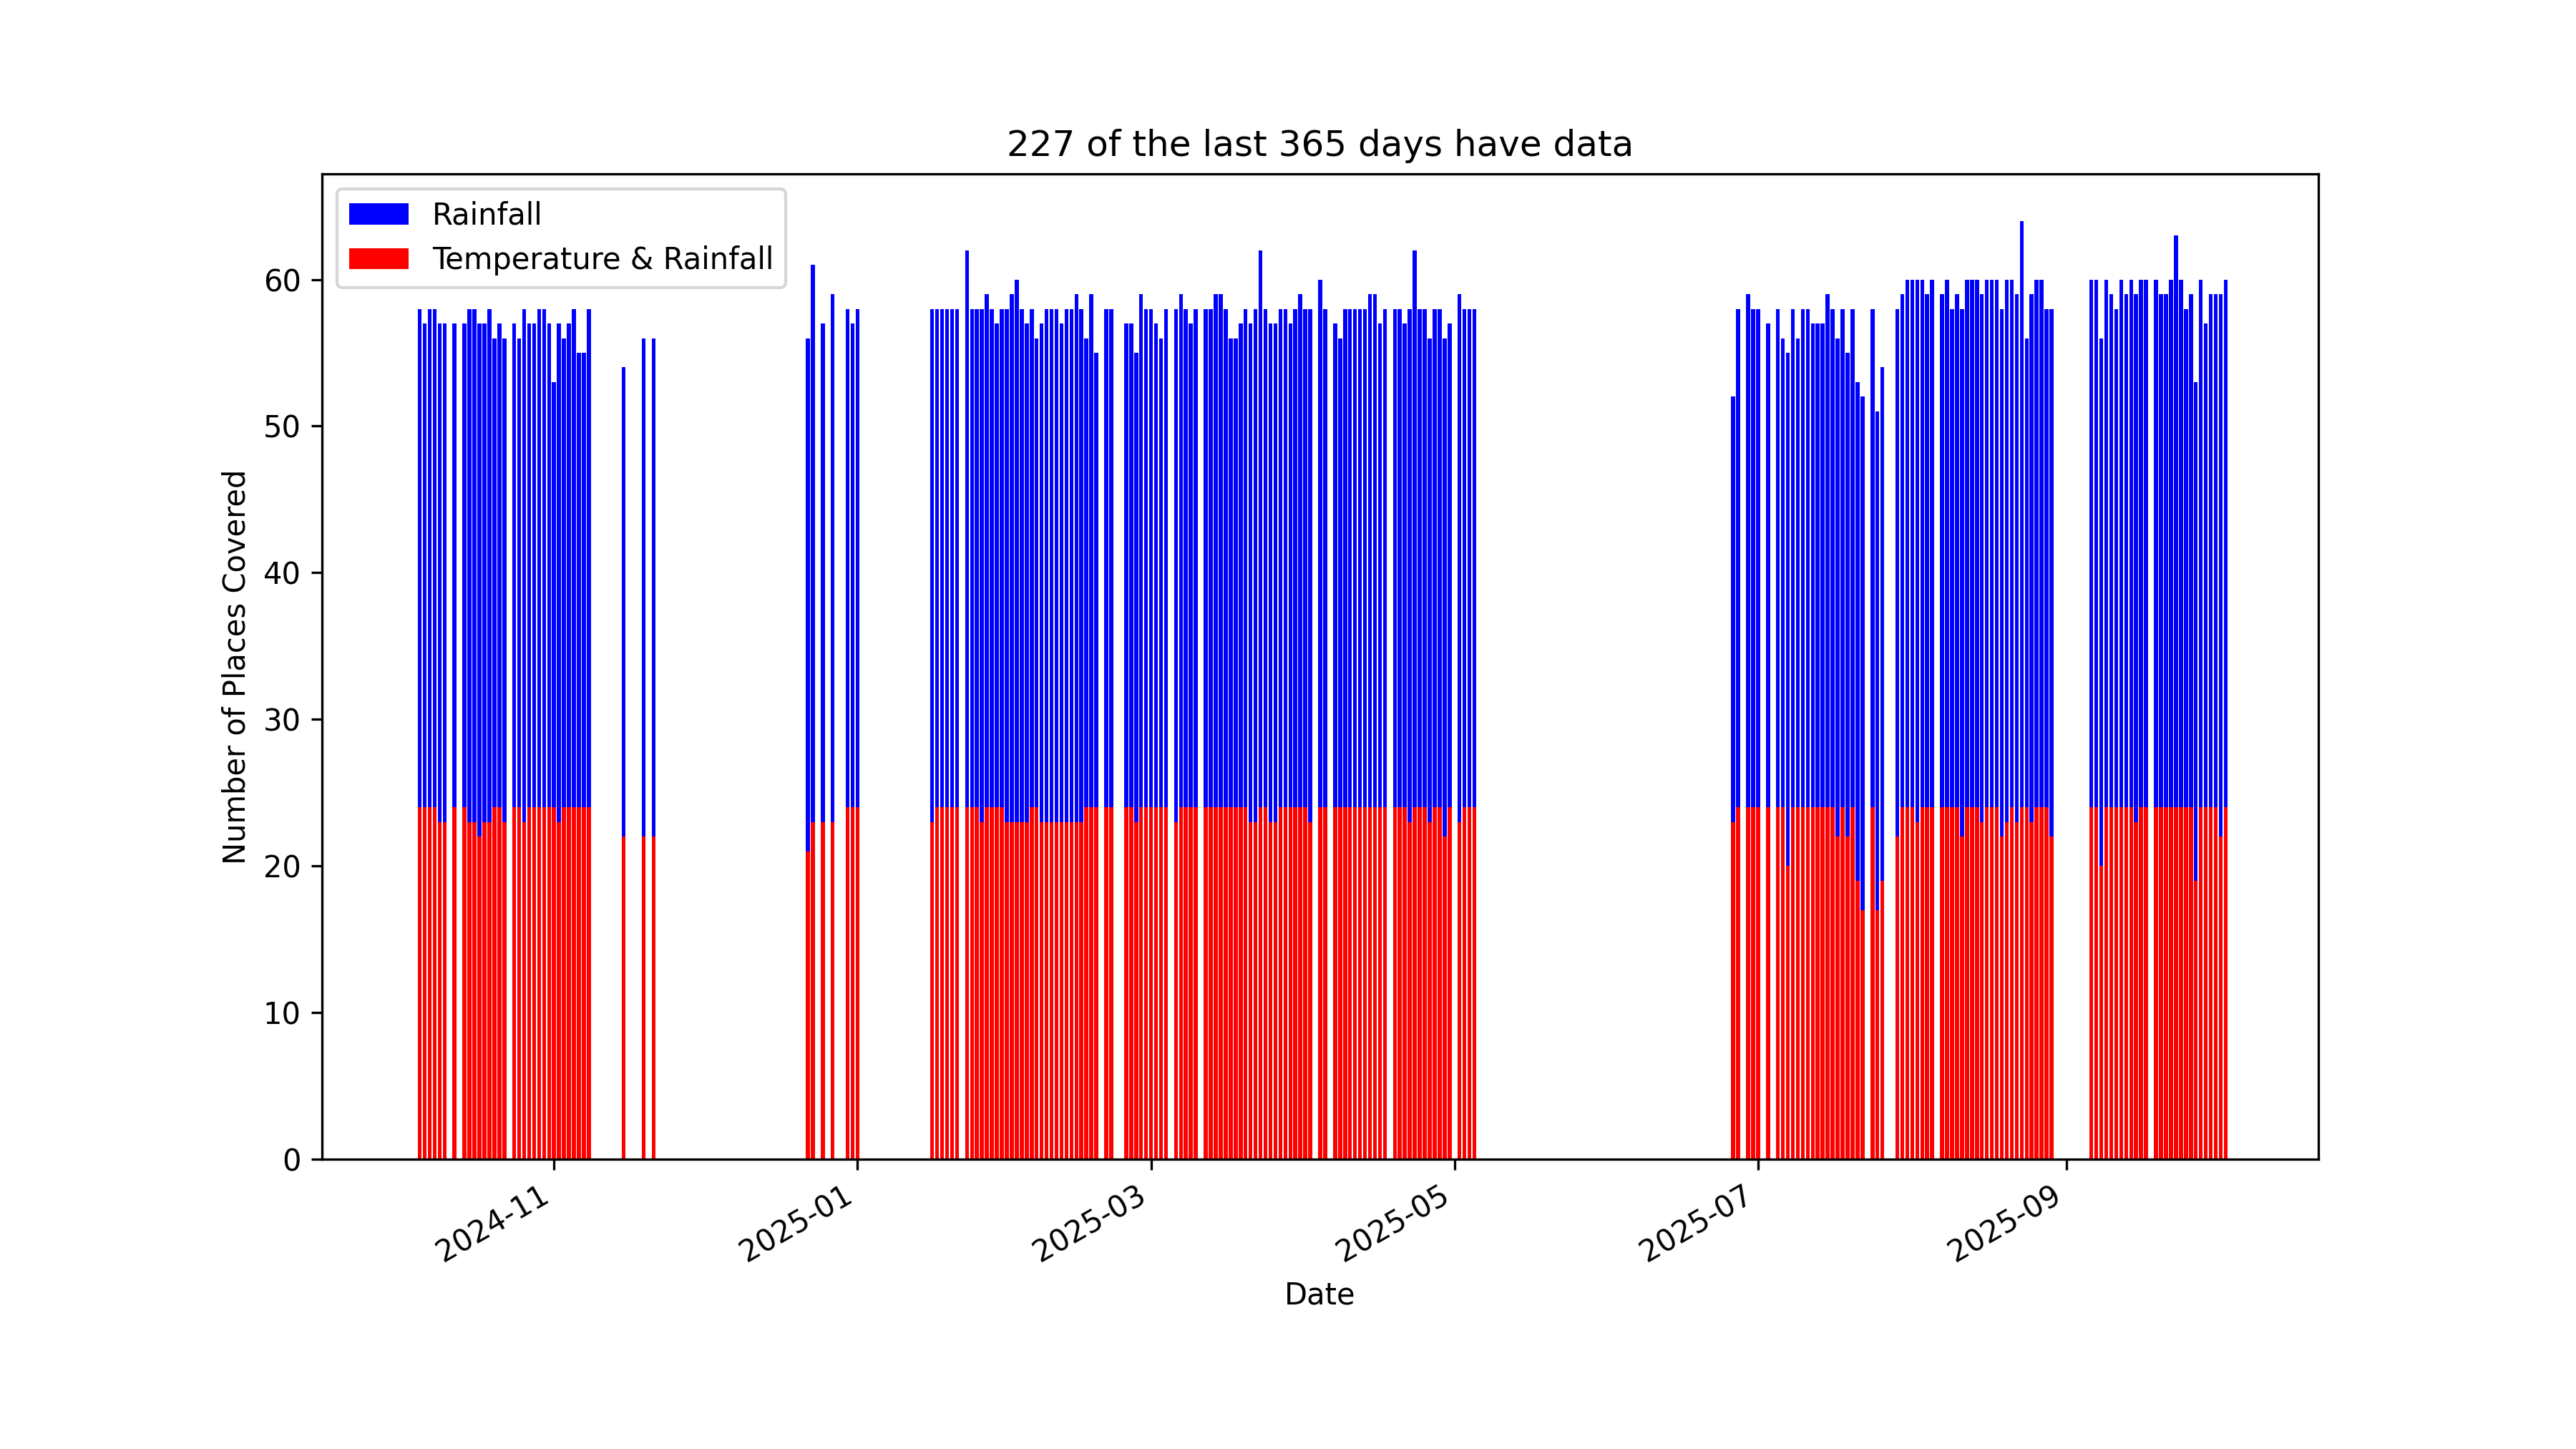 227 of the last 365 days have data
Rainfall
Temperature & Rainfall
60
50
40
30
20
10
0
Number of Places Covered
2024-11
2025-01
2025-03
2025-05
2025-07
2025-09
Date